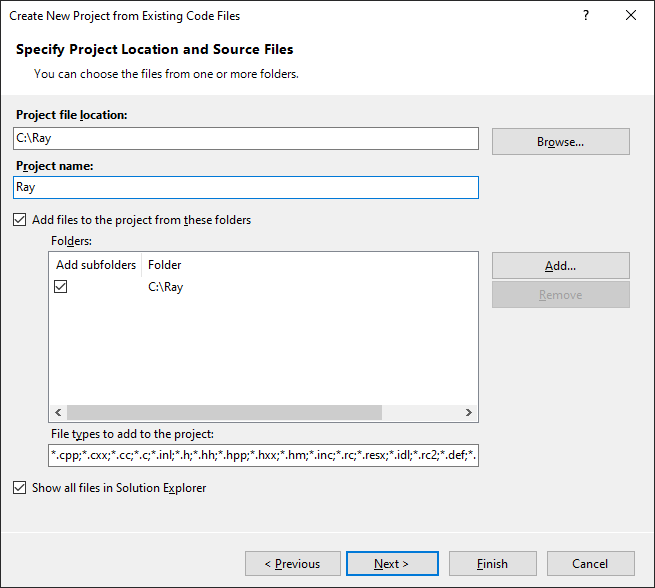 Create New Project from Existing Code Files
Specify Project Location and Source Files
You can choose the files from one or more folders.
Project file location:
C:\Ray
Browse...
Project name:
Ray
Add files to the project from these folders
Folders:
Add subfolders Folder
C:\Ray
Add...
Remove
File types to add to the project:
*.cpp;*.cxx;*.cc;*.c;*.inl;*.h;*.hh;*.hpp;*.hxx;*.hm;*.inc;*.rc;*.resx;*.idl;*.rc2;*.def;*.
Show all files in Solution Explorer
< Previous
Next >
Finish
Cancel